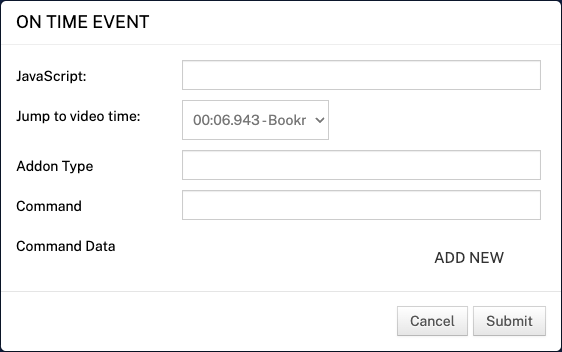 ON TIME EVENT
JavaScript:
Jump to video time: 00:06.943 - Bookr
Addon Type
Command
Command Data
ADD NEW
Cancel Submit